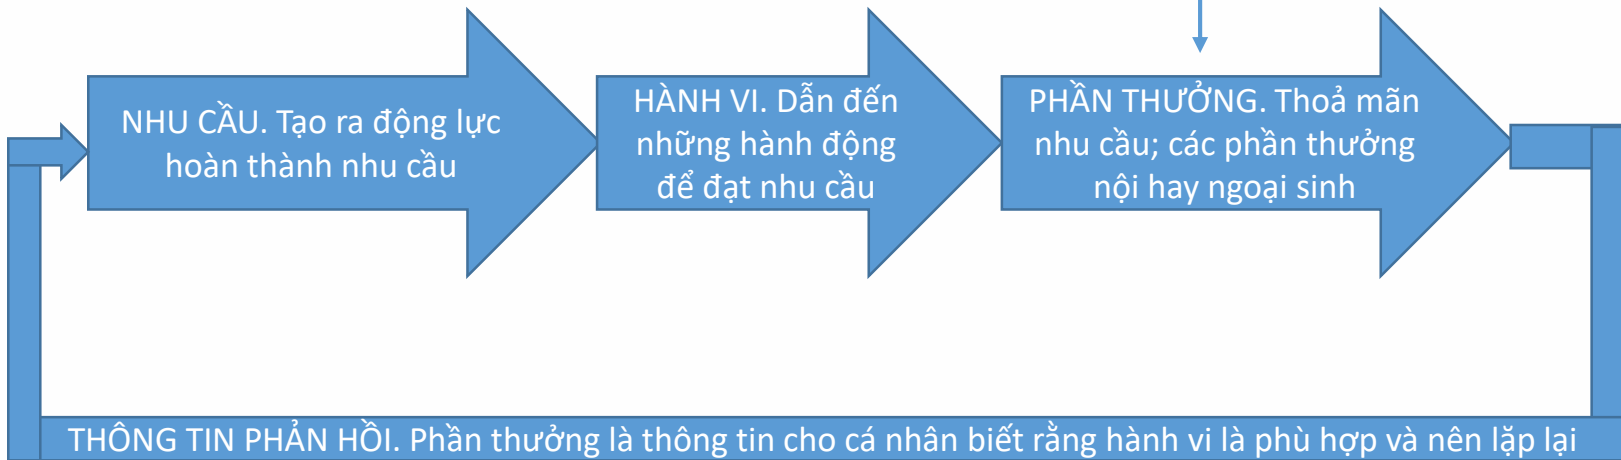 NHU CẦU. Tạo ra động lực
hoàn thành nhu cầu
HÀNH VI. Dẫn đến
những hành động
để đạt nhu cầu
PHẦN THƯỞNG. Thoả mãn
nhu cầu; các phần thưởng
nội hay ngoại sinh
THÔNG TIN PHẢN HỒI. Phần thưởng là thông tin cho cá nhân biết rằng hành vi là phù hợp và nên lặp lại